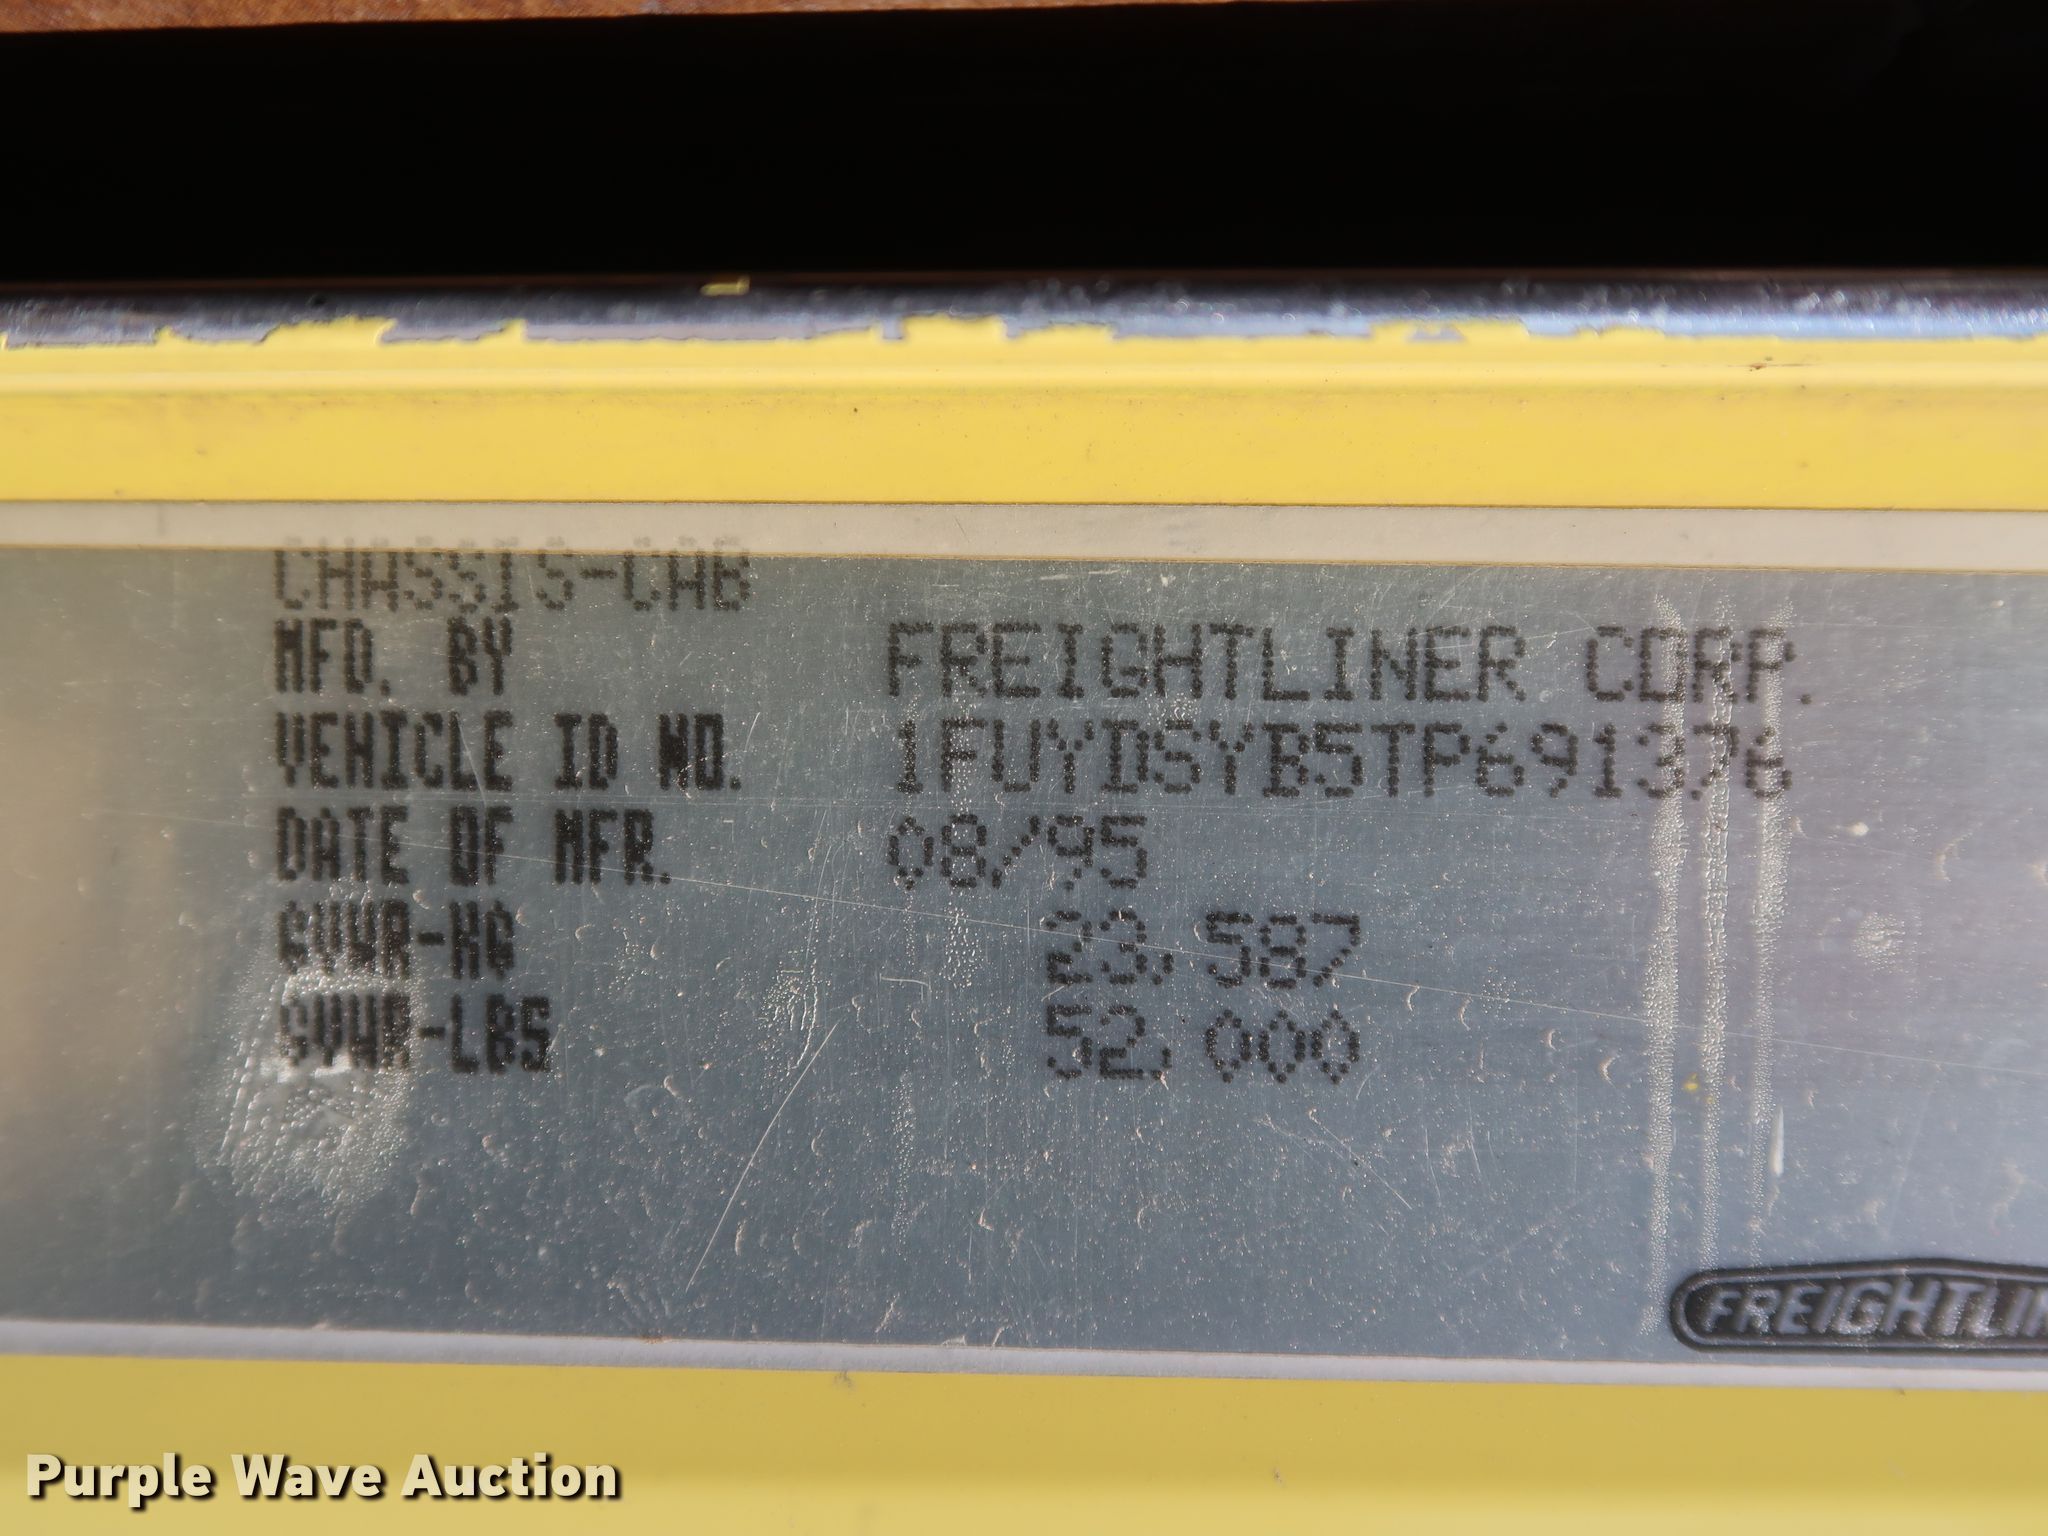 CHASSIS-CAB
MFD. BY FREIGHTLINER CORP.
VEHICLE ID NO. 1FUYDSYB5TP691376
DATE OF MFR. 08/95
GVWR-KG 23,587
GVWR-LBS 52,000
FREIGHTLIN
Purple Wave Auction